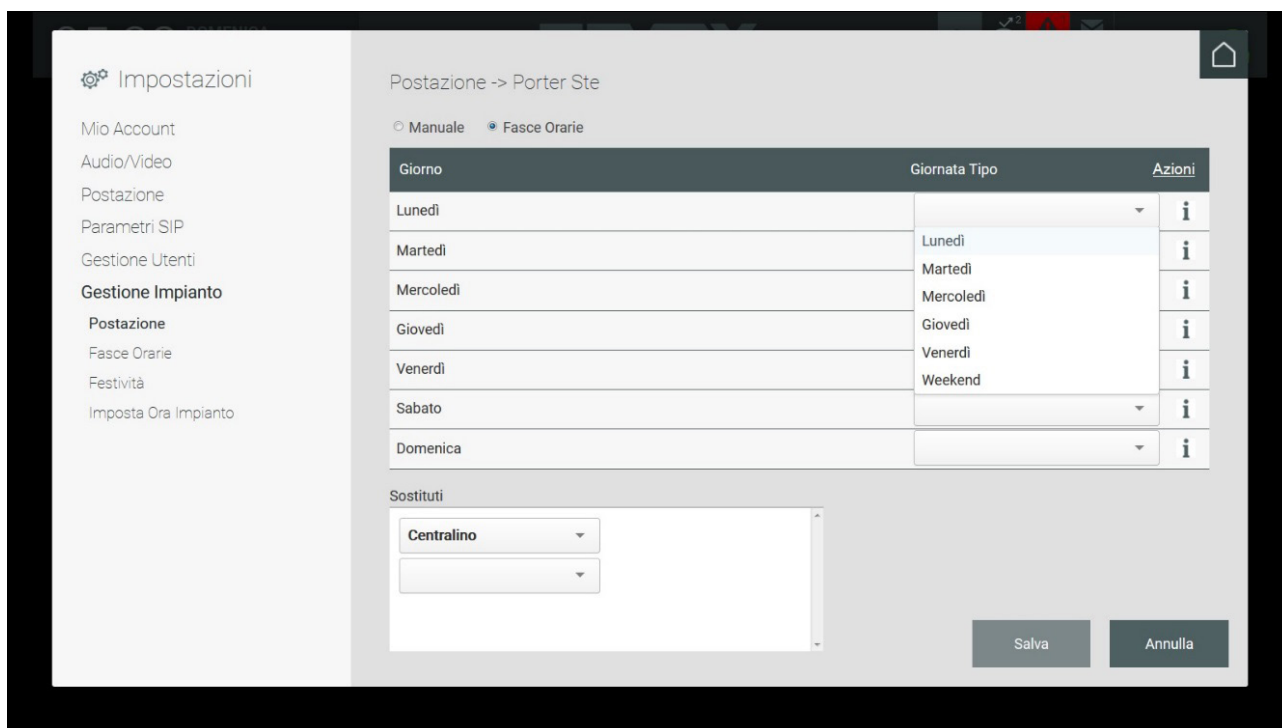 Impostazioni
Mio Account
Audio/Video
Postazione
Parametri SIP
Gestione Utenti
Gestione Impianto
Postazione
Fasce Orarie
Festività
Imposta Ora Impianto
Postazione -> Porter Ste
Manuale Fasce Orarie
Giorno Giornata Tipo Azioni
Lunedì
Martedì
Mercoledì
Giovedì
Venerdì
Sabato
Domenica
Lunedì
Martedì
Mercoledì
Giovedì
Venerdì
Weekend
Sostituti
Centralino
Salva Annulla